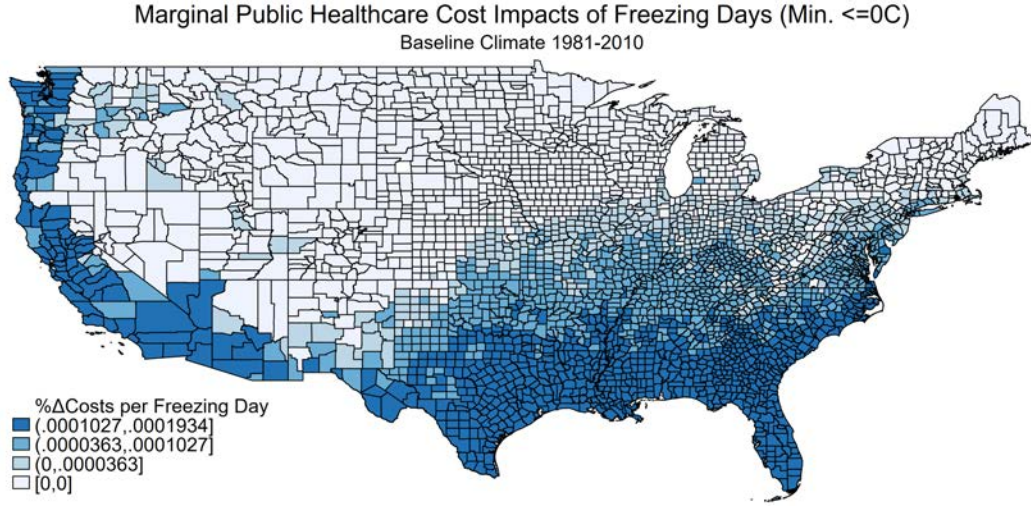 Marginal Public Healthcare Cost Impacts of Freezing Days (Min. <=0C)
Baseline Climate 1981-2010
%ΔCosts per Freezing Day
(.0001027,.0001934]
(.0000363,.0001027]
(0,.0000363]
[0,0]